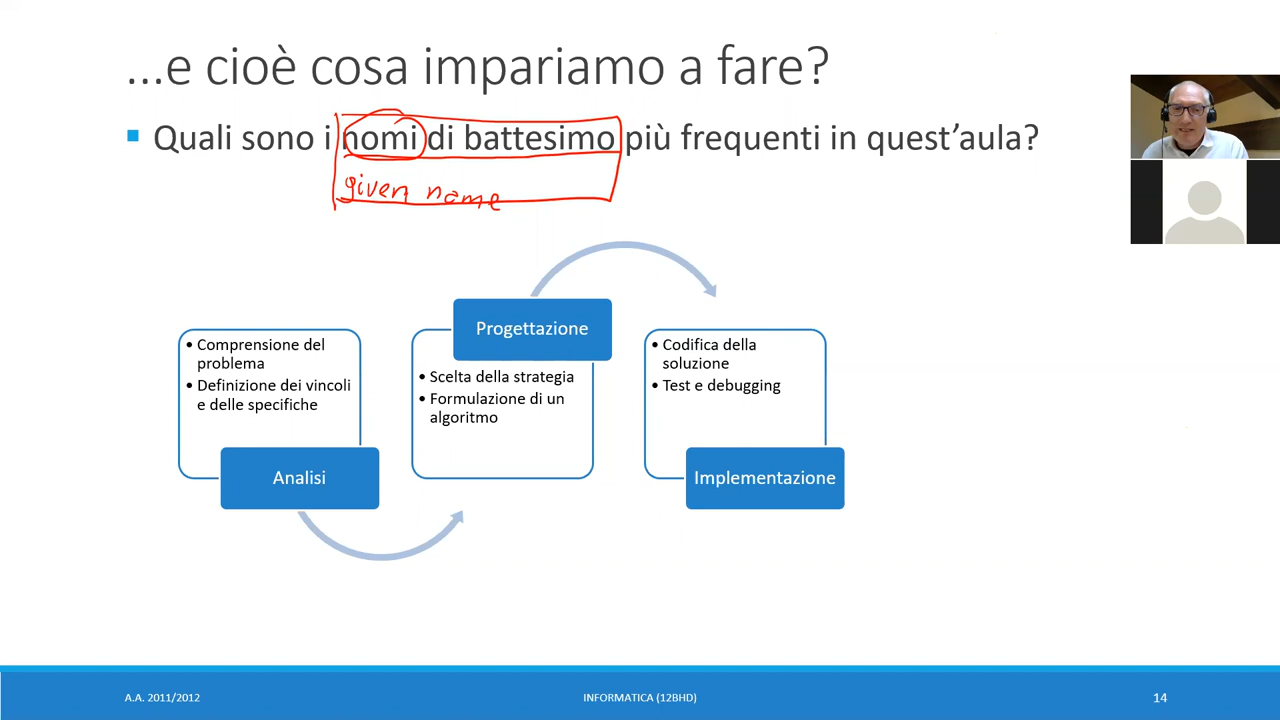 ...e cioè cosa impariamo a fare?
Quali sono i nomi di battesimo più frequenti in quest'aula?
given name
Comprensione del
problema
Definizione dei vincoli
e delle specifiche
Analisi
Progettazione
Scelta della strategia
Formulazione di un
algoritmo
Codifica della
soluzione
Test e debugging
Implementazione
A.A. 2011/2012
INFORMATICA (12BHD)
14